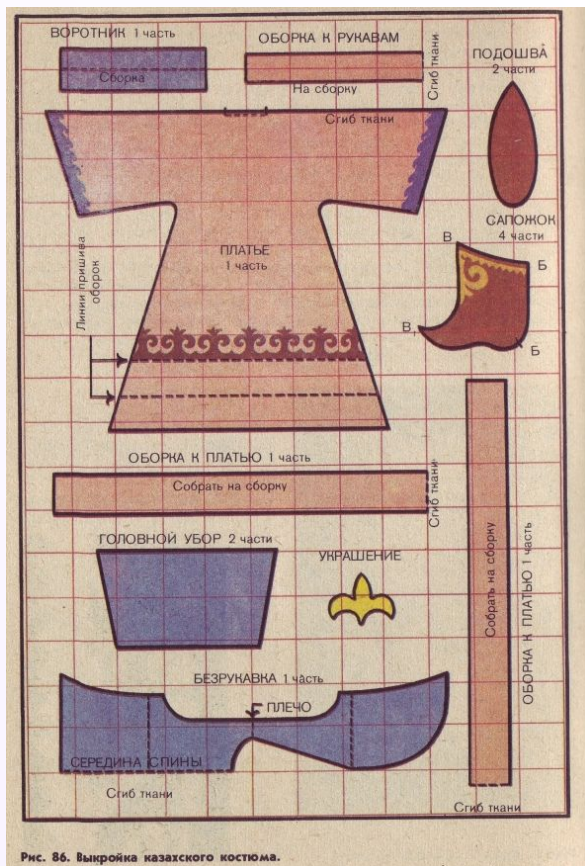 ВОРОТНИК 1 часть
Сборка
ОБОРКА К РУКАВАМ
На сборку
Сгиб ткани
ПОДОШВА
2 части
Сгиб ткани
ПЛАТЬЕ
1 часть
Линии пришива
оборок
САПОЖОК
4 части
В
Б
В₁
Б
ОБОРКА К ПЛАТЬЮ 1 часть
Собрать на сборку
Сгиб ткани
ГОЛОВНОЙ УБОР 2 части
УКРАШЕНИЕ
Собрать на сборку
ОБОРКА К ПЛАТЬЮ 1 часть
Сгиб ткани
БЕЗРУКАВКА 1 часть
ПЛЕЧО
СЕРЕДИНА СПИНЫ
Сгиб ткани
Рис. 86. Выкройка казахского костюма.